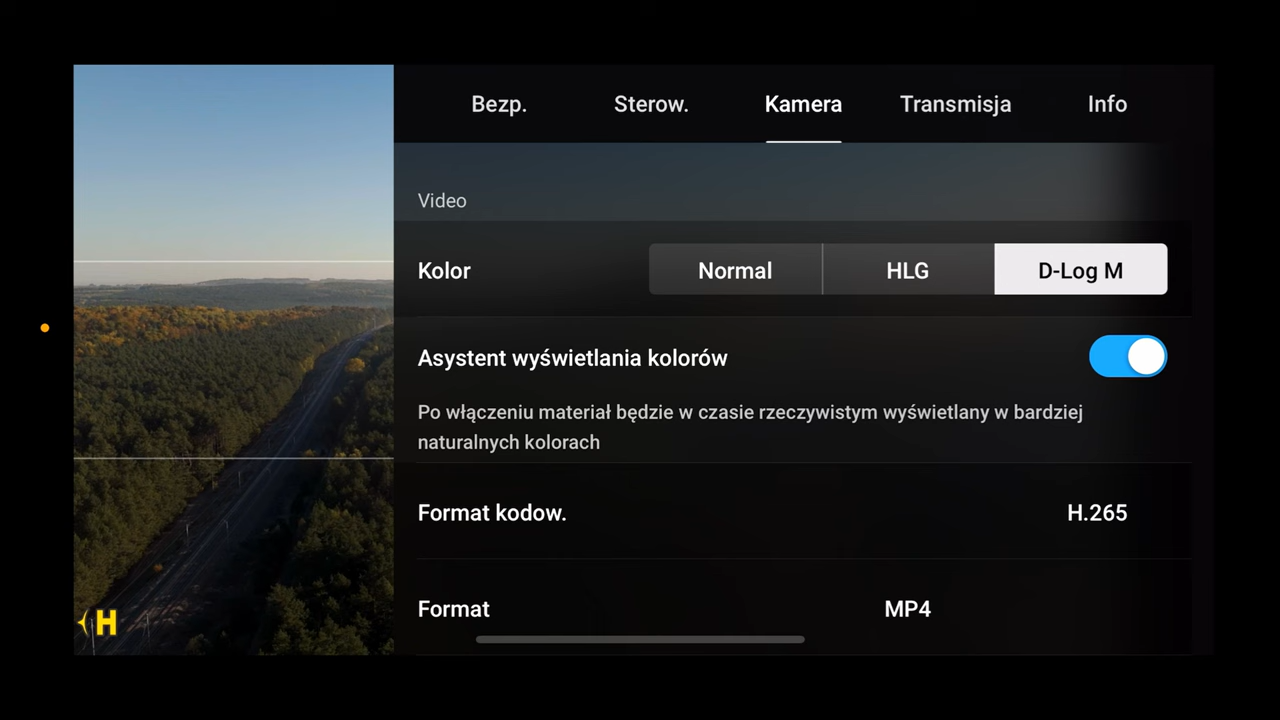 Bezp. Sterow. Kamera Transmisja Info
Video
Kolor Normal HLG D-Log M
Asystent wyświetlania kolorów
Po włączeniu materiał będzie w czasie rzeczywistym wyświetlany w bardziej
naturalnych kolorach
Format kodow. H.265
Format MP4
H